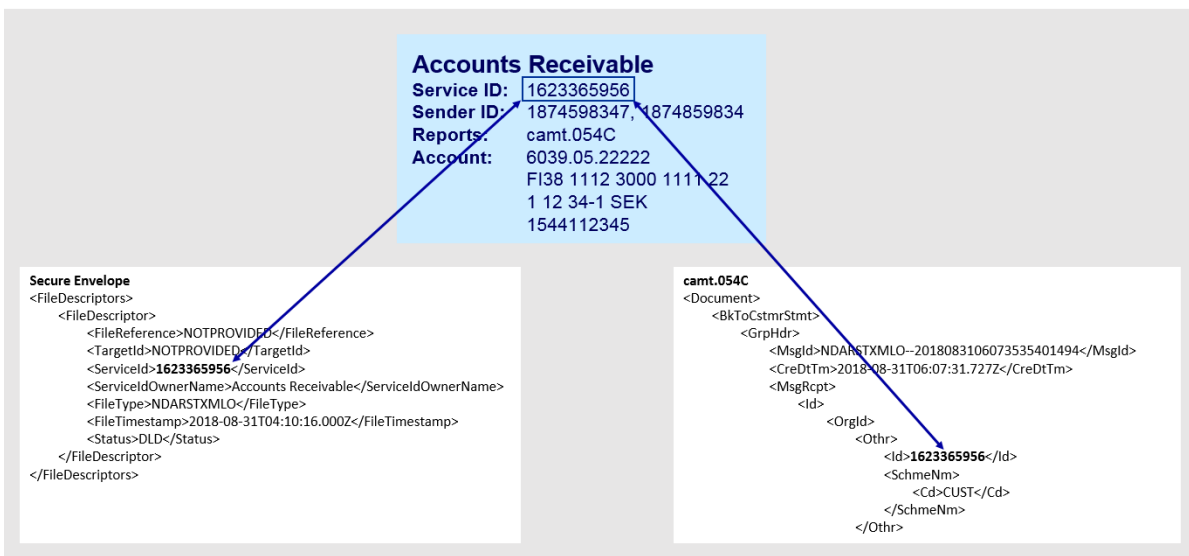 Accounts Receivable
Service ID: 1623365956
Sender ID: 1874598347, 1874859834
Reports: camt.054C
Account: 6039.05.22222
FI38 1112 3000 1111 22
1 12 34-1 SEK
1544112345
Secure Envelope
<FileDescriptors>
<FileDescriptor>
<FileReference>NOTPROVIDED</FileReference>
<TargetId>NOTPROVIDED</TargetId>
<ServiceId>1623365956</ServiceId>
<ServiceIdOwnerName>Accounts Receivable</ServiceIdOwnerName>
<FileType>NDARSTXMLO</FileType>
<FileTimestamp>2018-08-31T04:10:16.000Z</FileTimestamp>
<Status>DLD</Status>
</FileDescriptor>
</FileDescriptors>
camt.054C
<Document>
<BkToCstmrStmt>
<GrpHdr>
<MsgId>NDARSTXMLO--2018083106073535401494</MsgId>
<CreDtTm>2018-08-31T06:07:31.727Z</CreDtTm>
<MsgRcpt>
<Id>
<OrgId>
<Othr>
<Id>1623365956</Id>
<SchmeNm>
<Cd>CUST</Cd>
</SchmeNm>
</Othr>